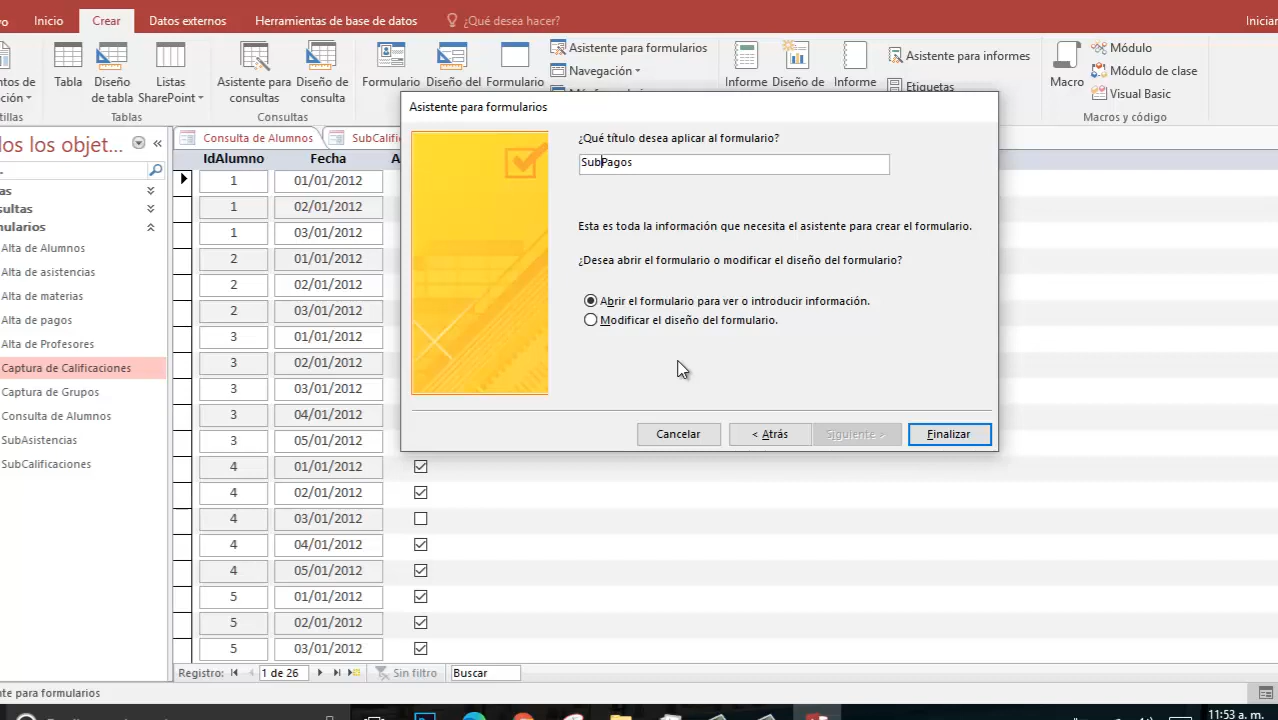 Inicio Crear Datos externos Herramientas de base de datos ¿Qué desea hacer? Iniciar
Tabla Diseño de tabla Listas SharePoint
Tablas
Asistente para consultas Diseño de consulta
Consultas
Formulario Diseño del Formulario
Asistente para formularios
Navegación
Informe Diseño de Informe
Asistente para informes
Etiquetas
Macro
Módulo
Módulo de clase
Visual Basic
Macros y código
los objet...
Consulta de Alumnos
Alta de Alumnos
Alta de asistencias
Alta de materias
Alta de pagos
Alta de Profesores
Captura de Calificaciones
Captura de Grupos
Consulta de Alumnos
SubAsistencias
SubCalificaciones
IdAlumno Fecha A
1 01/01/2012
1 02/01/2012
1 03/01/2012
2 01/01/2012
2 02/01/2012
2 03/01/2012
3 01/01/2012
3 02/01/2012
3 03/01/2012
3 04/01/2012
3 05/01/2012
4 01/01/2012
4 02/01/2012
4 03/01/2012
4 04/01/2012
4 05/01/2012
5 01/01/2012
5 02/01/2012
5 03/01/2012
Registro: 1 de 26 Sin filtro Buscar
Asistente para formularios
¿Qué título desea aplicar al formulario?
SubPagos
Esta es toda la información que necesita el asistente para crear el formulario.
¿Desea abrir el formulario o modificar el diseño del formulario?
Abrir el formulario para ver o introducir información.
Modificar el diseño del formulario.
Cancelar < Atrás Siguiente > Finalizar
nte para formularios
11:53 a. m.